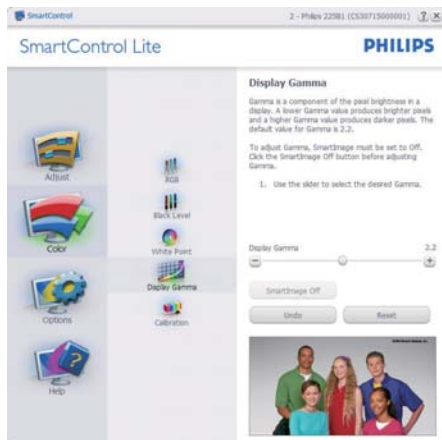 SmartControl
2 - Philips 225B1 (CS30715000001)
SmartControl Lite
PHILIPS
Display Gamma
Gamma is a component of the pixel brightness in a
display. A lower Gamma value produces brighter pixels
and a higher Gamma value produces darker pixels. The
default value for Gamma is 2.2.
To adjust Gamma, SmartImage must be set to Off.
Click the SmartImage Off button before adjusting
Gamma.
1. Use the slider to select the desired Gamma.
Adjust
Color
Options
Help
RGB
Black Level
White Point
Display Gamma
Calibration
Display Gamma
2.2
SmartImage Off
Undo
Reset